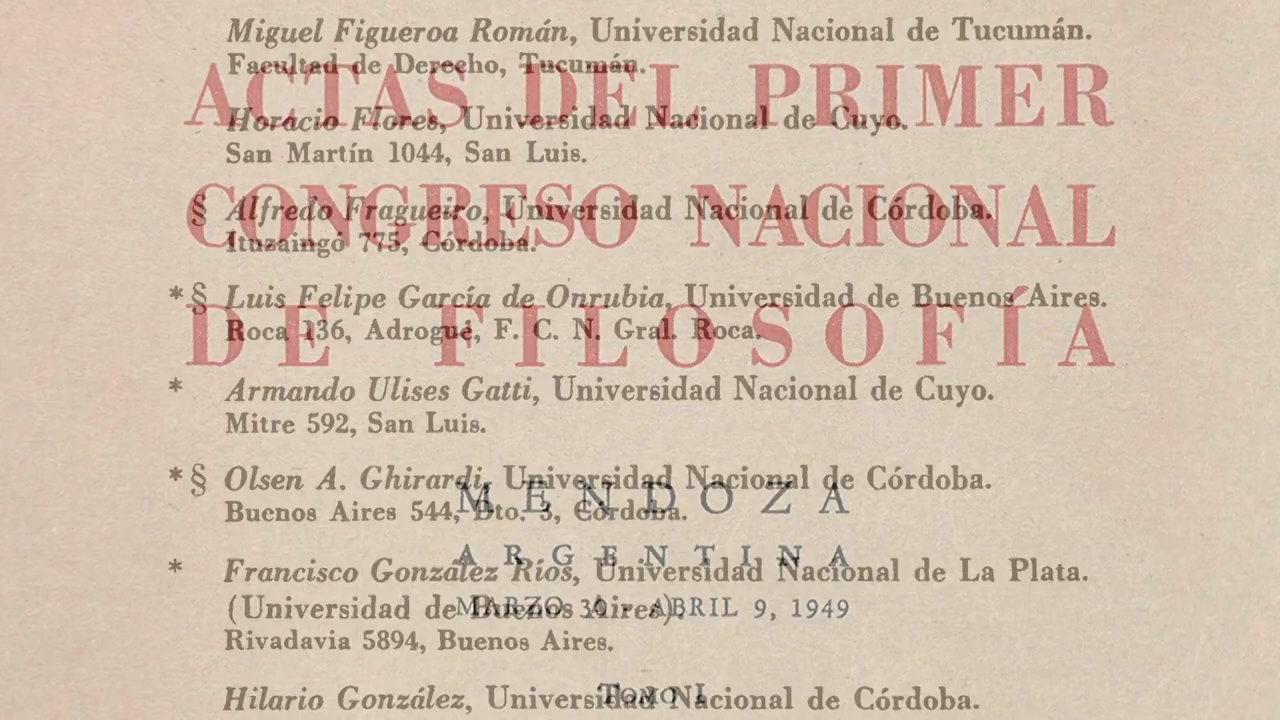 Miguel Figueroa Román, Universidad Nacional de Tucumán.
Facultad de Derecho, Tucumán.
ACTAS DEL PRIMER
Horacio Flores, Universidad Nacional de Cuyo.
San Martín 1044, San Luis.
CONGRESO NACIONAL
§ Alfredo Fragueiro, Universidad Nacional de Córdoba.
Ituzaingó 775, Córdoba.
*§ Luis Felipe García de Onrubia, Universidad de Buenos Aires.
DE FILOSOFÍA
Roca 136, Adrogué, F. C. N. Gral. Roca.
* Armando Ulises Gatti, Universidad Nacional de Cuyo.
Mitre 592, San Luis.
*§ Olsen A. Ghirardi, Universidad Nacional de Córdoba.
MENDOZA
Buenos Aires 544, Dto. 3, Córdoba.
ARGENTINA
* Francisco González Ríos, Universidad Nacional de La Plata.
(Universidad de Buenos Aires).
MARZO 30 - ABRIL 9, 1949
Rivadavia 5894, Buenos Aires.
Tomo I
Hilario González, Universidad Nacional de Córdoba.